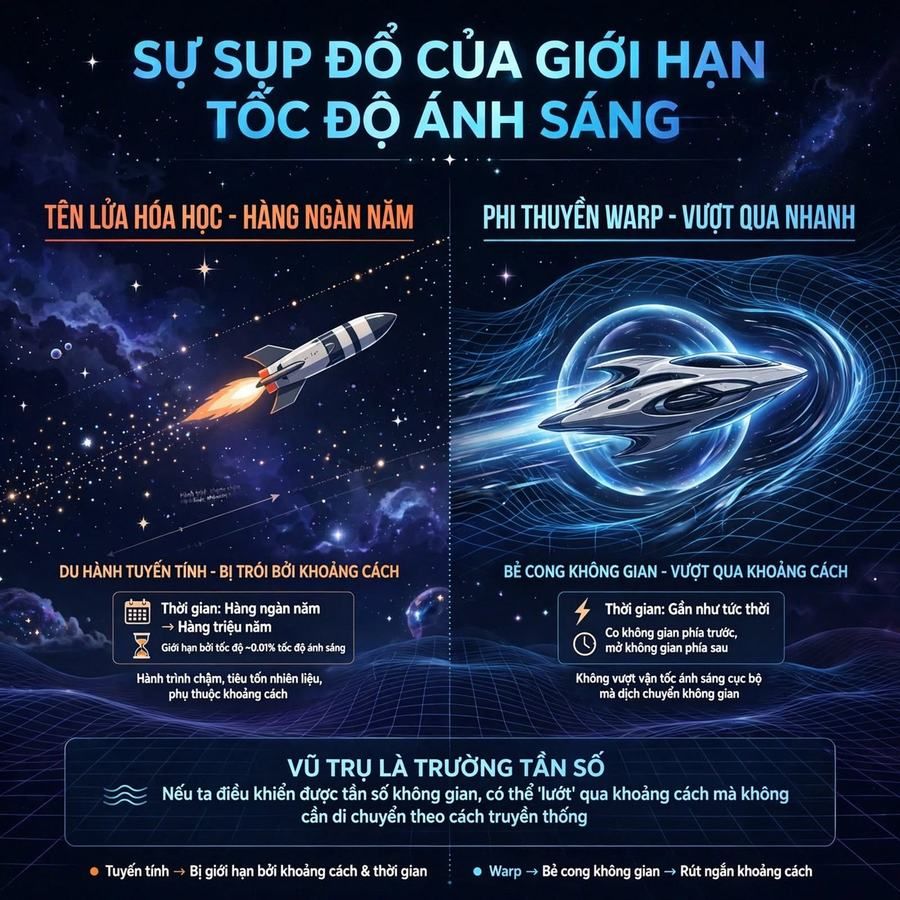 SỰ SỤP ĐỔ CỦA GIỚI HẠN
TỐC ĐỘ ÁNH SÁNG
TÊN LỬA HÓA HỌC - HÀNG NGÀN NĂM
DU HÀNH TUYẾN TÍNH - BỊ TRÓI BỞI KHOẢNG CÁCH
Thời gian: Hàng ngàn năm
→ Hàng triệu năm
Giới hạn bởi tốc độ ~0.01% tốc độ ánh sáng
Hành trình chậm, tiêu tốn nhiên liệu,
phụ thuộc khoảng cách
PHI THUYỀN WARP - VƯỢT QUA NHANH
BẺ CONG KHÔNG GIAN - VƯỢT QUA KHOẢNG CÁCH
Thời gian: Gần như tức thời
Co không gian phía trước,
mở không gian phía sau
Không vượt vận tốc ánh sáng cục bộ
mà dịch chuyển không gian
VŨ TRỤ LÀ TRƯỜNG TẦN SỐ
Nếu ta điều khiển được tần số không gian, có thể 'lướt' qua khoảng cách mà không
cần di chuyển theo cách truyền thống
Tuyến tính → Bị giới hạn bởi khoảng cách & thời gian
Warp → Bẻ cong không gian → Rút ngắn khoảng cách